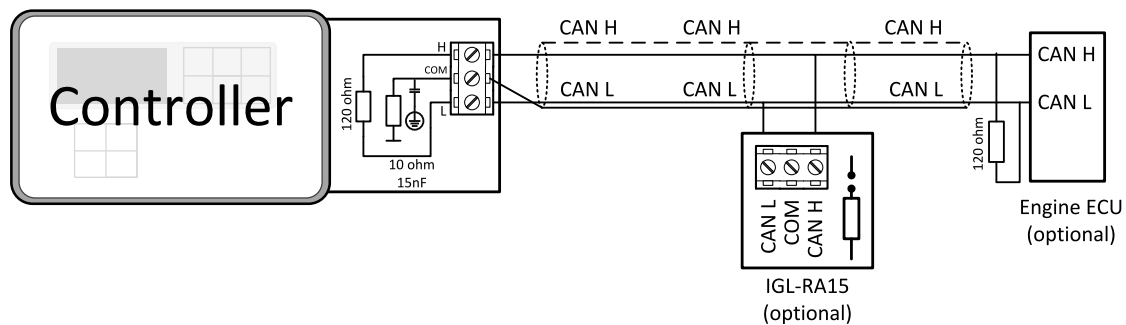 CAN H
CAN H
CAN H
H
COM
L
CAN H
Controller
120 ohm
CAN L
CAN L
CAN L
CAN L
10 ohm
15nF
120 ohm
CAN L
COM
CAN H
Engine ECU
(optional)
IGL-RA15
(optional)